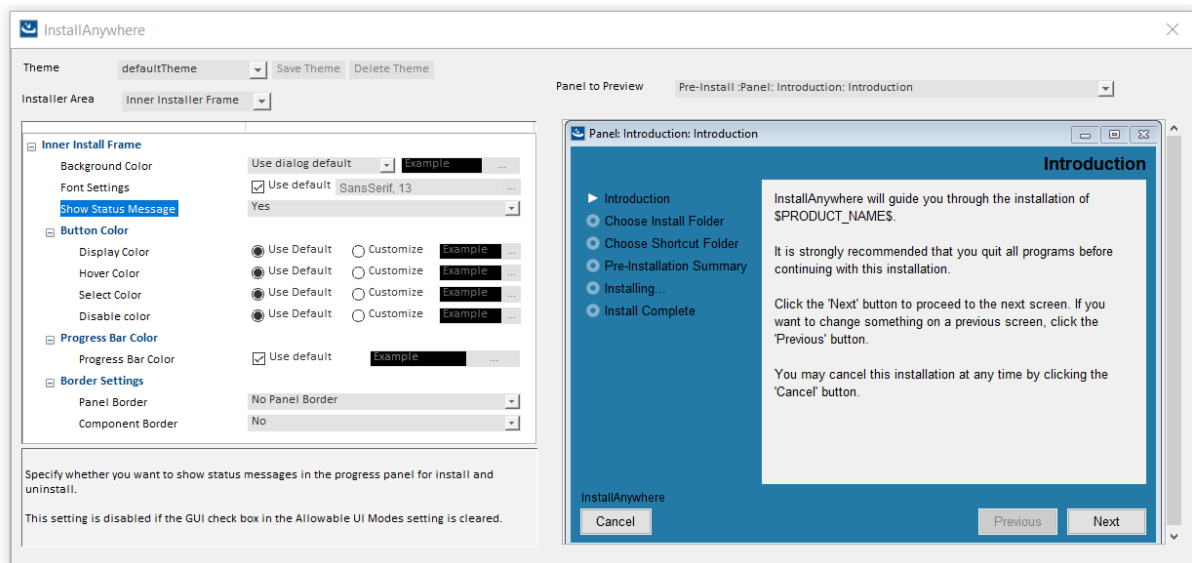 InstallAnywhere
Theme defaultTheme Save Theme Delete Theme
Installer Area Inner Installer Frame
Panel to Preview Pre-Install :Panel: Introduction: Introduction
Inner Install Frame
Background Color Use dialog default Example ...
Font Settings Use default SansSerif, 13 ...
Show Status Message Yes
Button Color
Display Color Use Default Customize Example ...
Hover Color Use Default Customize Example ...
Select Color Use Default Customize Example ...
Disable color Use Default Customize Example ...
Progress Bar Color
Progress Bar Color Use default Example ...
Border Settings
Panel Border No Panel Border
Component Border No
Specify whether you want to show status messages in the progress panel for install and
uninstall.
This setting is disabled if the GUI check box in the Allowable UI Modes setting is cleared.
Panel: Introduction: Introduction
Introduction
Introduction
Choose Install Folder
Choose Shortcut Folder
Pre-Installation Summary
Installing...
Install Complete
InstallAnywhere will guide you through the installation of
$PRODUCT_NAME$.
It is strongly recommended that you quit all programs before
continuing with this installation.
Click the 'Next' button to proceed to the next screen. If you
want to change something on a previous screen, click the
'Previous' button.
You may cancel this installation at any time by clicking the
'Cancel' button.
InstallAnywhere
Cancel Previous Next